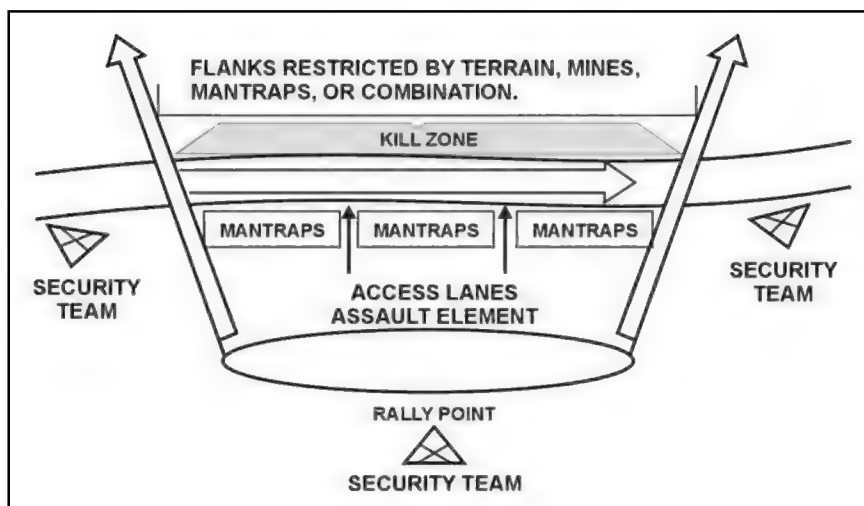 FLANKS RESTRICTED BY TERRAIN, MINES,
MANTRAPS, OR COMBINATION.
KILL ZONE
MANTRAPS
MANTRAPS
MANTRAPS
SECURITY
TEAM
ACCESS LANES
ASSAULT ELEMENT
SECURITY
TEAM
RALLY POINT
SECURITY TEAM